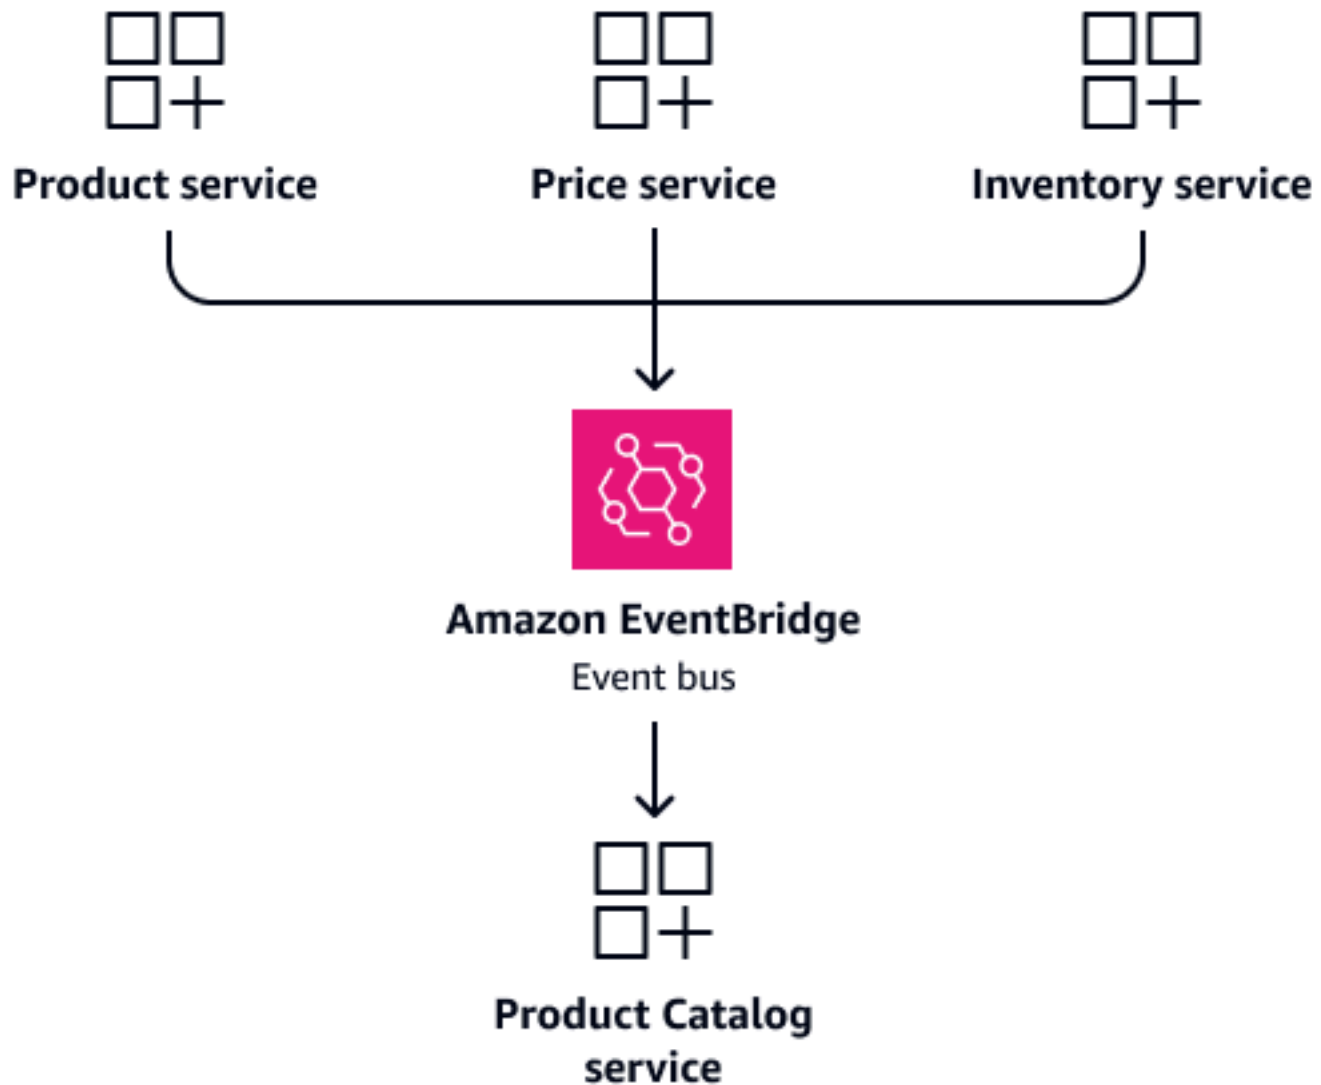 Product service
Price service
Inventory service
Amazon EventBridge
Event bus
Product Catalog
service